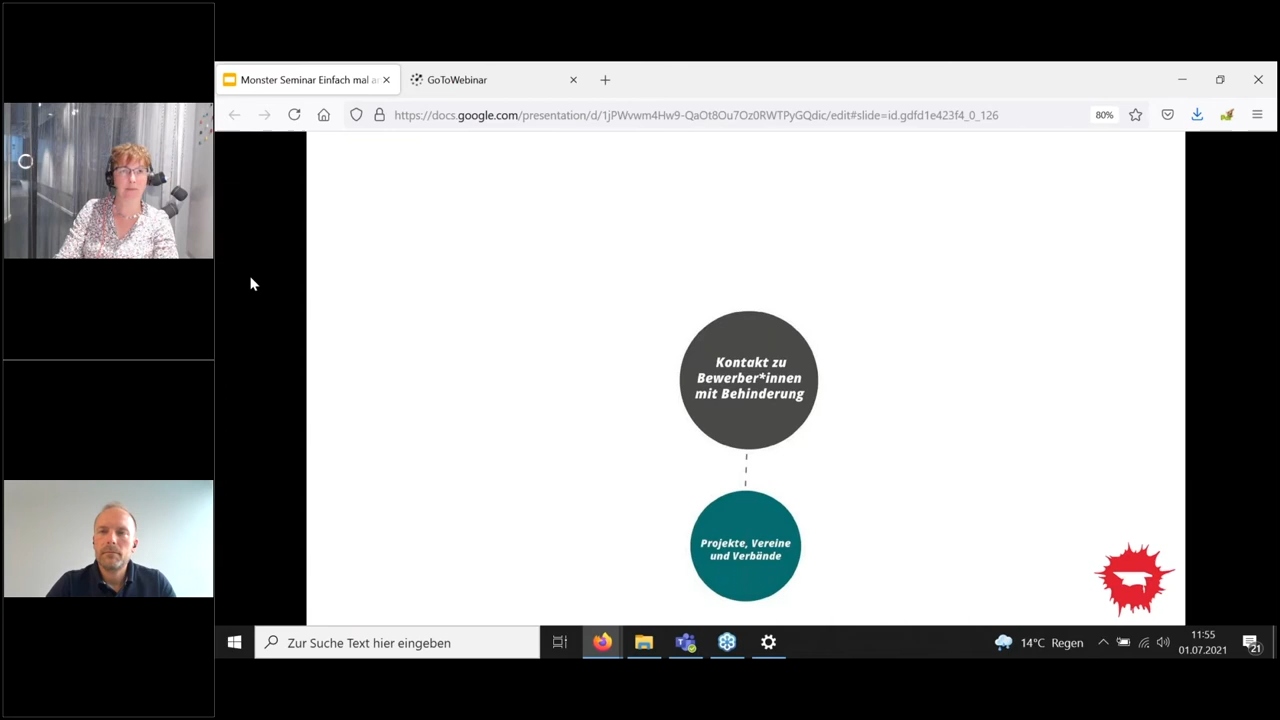 Monster Seminar Einfach mal a
GoToWebinar
https://docs.google.com/presentation/d/1jPWvwm4Hw9-QaOt8Ou7Oz0RWTPyGQdic/edit#slide=id.gdfd1e423f4_0_126
80%
Kontakt zu
Bewerber*innen
mit Behinderung
Projekte, Vereine
und Verbände
Zur Suche Text hier eingeben
14°C Regen
11:55
01.07.2021
21